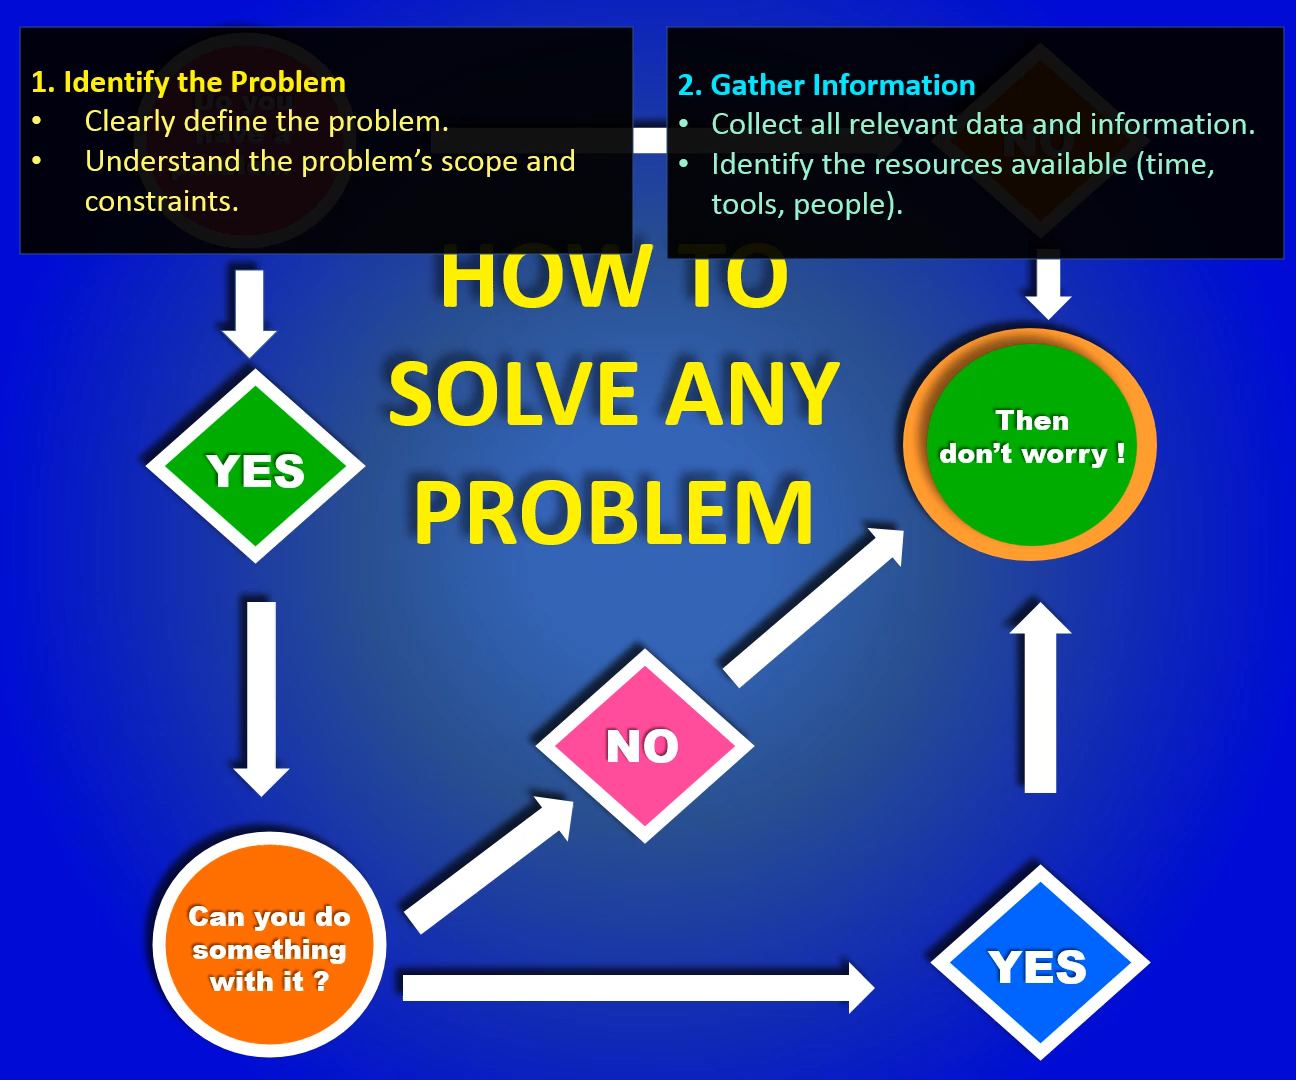 1. Identify the Problem
• Clearly define the problem.
• Understand the problem's scope and
constraints.
2. Gather Information
• Collect all relevant data and information.
• Identify the resources available (time,
tools, people).
HOW TO
SOLVE ANY
PROBLEM
YES
Then
don't worry !
NO
Can you do
something
with it ?
YES